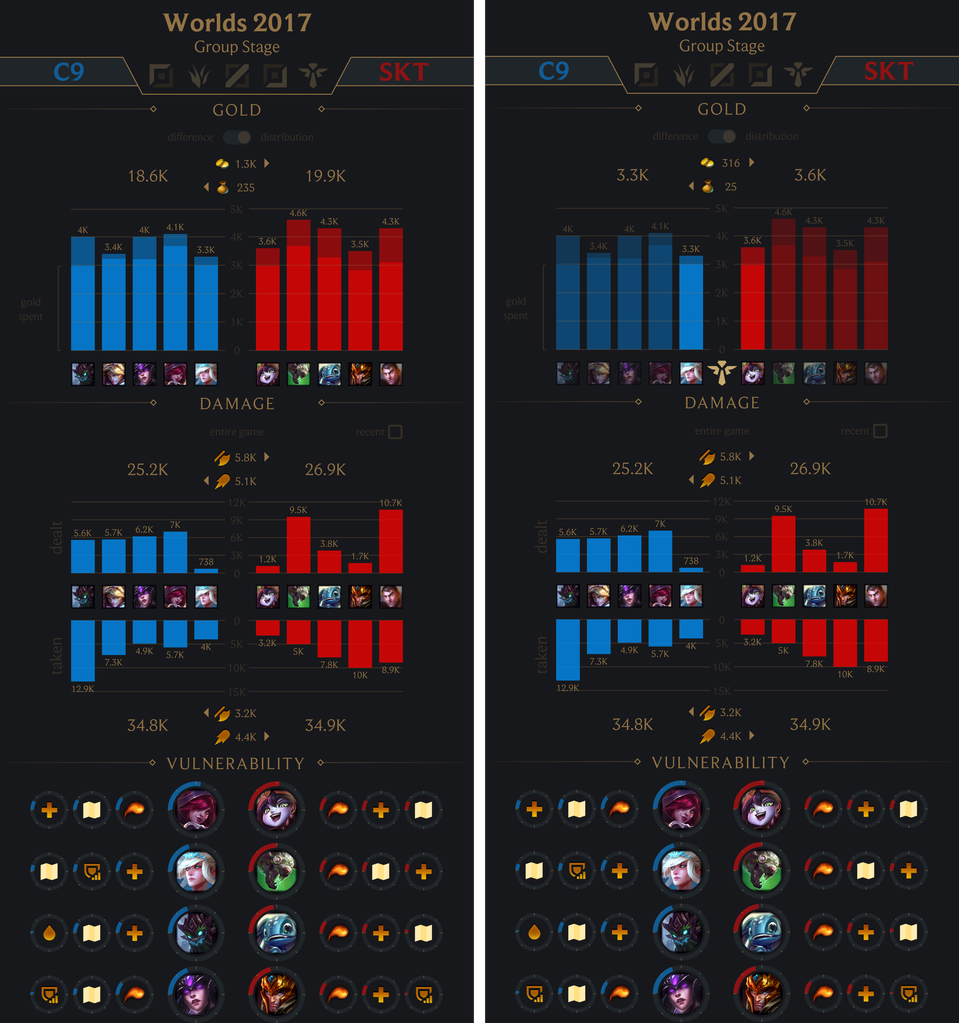 Worlds 2017
Group Stage
C9 SKT
GOLD
difference distribution
18.6K 1.3K 19.9K
235
5K
4K 3.4K 4K 4.1K 3.3K 3.6K 4.6K 4.3K 3.5K 4.3K
4K
3K
gold spent
2K
1K
0
DAMAGE
entire game recent
25.2K 5.8K 26.9K
5.1K
dealt
12K
5.6K 5.7K 6.2K 7K 738 1.2K 9.5K 3.8K 1.7K 10.7K
9K
6K
3K
0
taken
0
12.9K 7.3K 4.9K 5.7K 4K 3.2K 5K 7.8K 10K 8.9K
5K
10K
15K
34.8K 3.2K 34.9K
4.4K
VULNERABILITY
Worlds 2017
Group Stage
C9 SKT
GOLD
difference distribution
3.3K 316 3.6K
25
5K
4K 3.4K 4K 4.1K 3.3K 3.6K 4.6K 4.3K 3.5K 4.3K
4K
3K
gold spent
2K
1K
0
DAMAGE
entire game recent
25.2K 5.8K 26.9K
5.1K
dealt
12K
5.6K 5.7K 6.2K 7K 738 1.2K 9.5K 3.8K 1.7K 10.7K
9K
6K
3K
0
taken
0
12.9K 7.3K 4.9K 5.7K 4K 3.2K 5K 7.8K 10K 8.9K
5K
10K
15K
34.8K 3.2K 34.9K
4.4K
VULNERABILITY